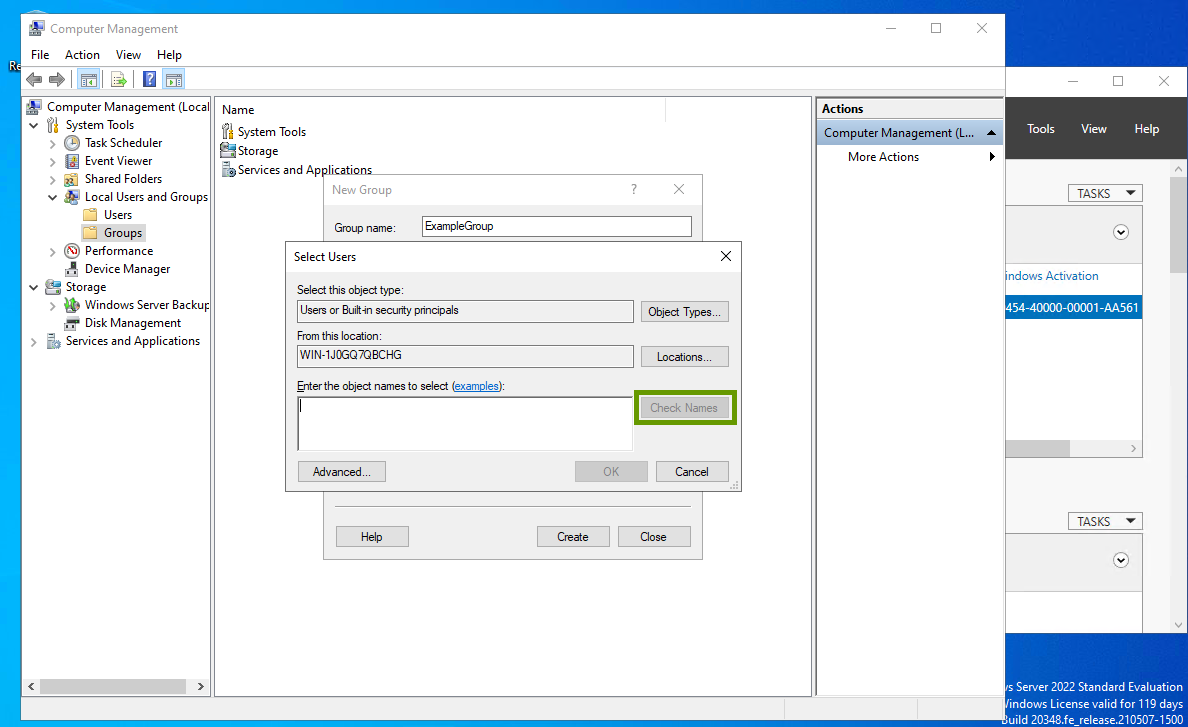 Computer Management
File Action View Help
Computer Management (Local
System Tools
Task Scheduler
Event Viewer
Shared Folders
Local Users and Groups
Users
Groups
Performance
Device Manager
Storage
Windows Server Backup
Disk Management
Services and Applications
Name
System Tools
Storage
Services and Applications
New Group
?
Group name: ExampleGroup
Select Users
Select this object type:
Users or Built-in security principals
Object Types...
From this location:
WIN-1J0GQ7QBCHG
Locations...
Enter the object names to select (examples):
Check Names
Advanced...
OK
Cancel
Help
Create
Close
Actions
Computer Management (L...
More Actions
Tools View Help
TASKS
indows Activation
454-40000-00001-AA561
TASKS
Re
ws Server 2022 Standard Evaluation
Windows License valid for 119 days
Build 20348.fe_release.210507-1500